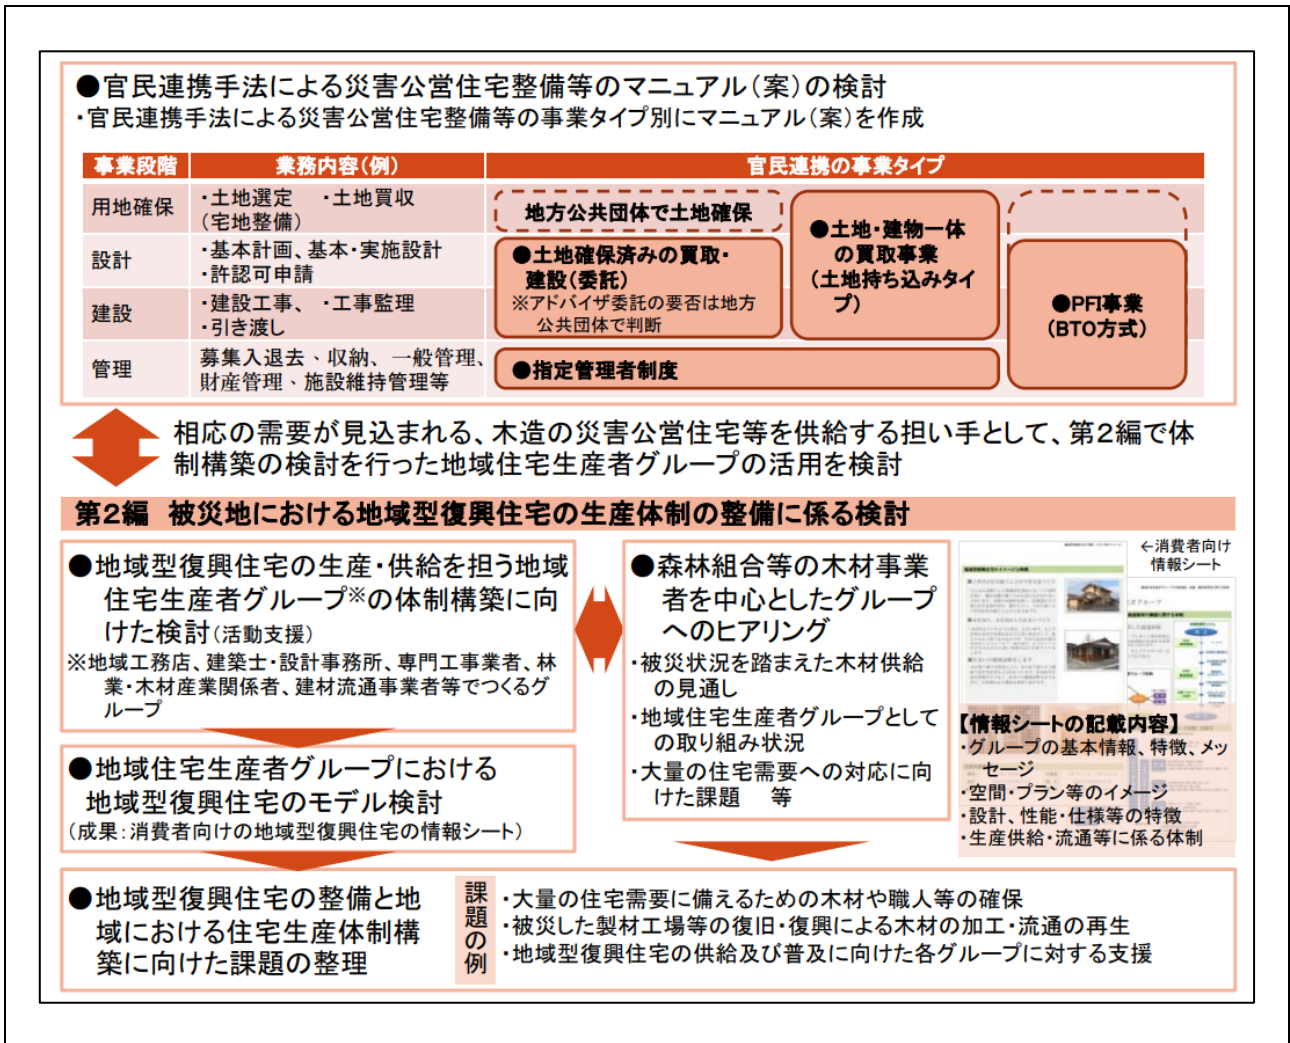 ●官民連携手法による災害公営住宅整備等のマニュアル（案）の検討
・官民連携手法による災害公営住宅整備等の事業タイプ別にマニュアル（案）を作成
事業段階
業務内容（例）
官民連携の事業タイプ
用地確保
・土地選定　・土地買収
（宅地整備）
設計
・基本計画、基本・実施設計
・許認可申請
建設
・建設工事、・工事監理
・引き渡し
管理
募集入退去、収納、一般管理、
財産管理、施設維持管理等
地方公共団体で土地確保
●土地確保済みの買取・
建設（委託）
※アドバイザ委託の要否は地方
公共団体で判断
●土地・建物一体
の買取事業
（土地持ち込みタイ
プ）
●PFI事業
（BTO方式）
●指定管理者制度
相応の需要が見込まれる、木造の災害公営住宅等を供給する担い手として、第２編で体
制構築の検討を行った地域住宅生産者グループの活用を検討
第２編　被災地における地域型復興住宅の生産体制の整備に係る検討
●地域型復興住宅の生産・供給を担う地域
住宅生産者グループ※の体制構築に向
けた検討（活動支援）
※地域工務店、建築士・設計事務所、専門工事業者、林
業・木材産業関係者、建材流通事業者等でつくるグ
ループ
●地域住宅生産者グループにおける
地域型復興住宅のモデル検討
（成果：消費者向けの地域型復興住宅の情報シート）
●森林組合等の木材事業
者を中心としたグループ
へのヒアリング
・被災状況を踏まえた木材供給
の見通し
・地域住宅生産者グループとして
の取り組み状況
・大量の住宅需要への対応に向
けた課題　等
←消費者向け
情報シート
【情報シートの記載内容】
・グループの基本情報、特徴、メッ
セージ
・空間・プラン等のイメージ
・設計、性能・仕様等の特徴
・生産供給・流通等に係る体制
●地域型復興住宅の整備と地
域における住宅生産体制構
築に向けた課題の整理
課題の例
・大量の住宅需要に備えるための木材や職人等の確保
・被災した製材工場等の復旧・復興による木材の加工・流通の再生
・地域型復興住宅の供給及び普及に向けた各グループに対する支援